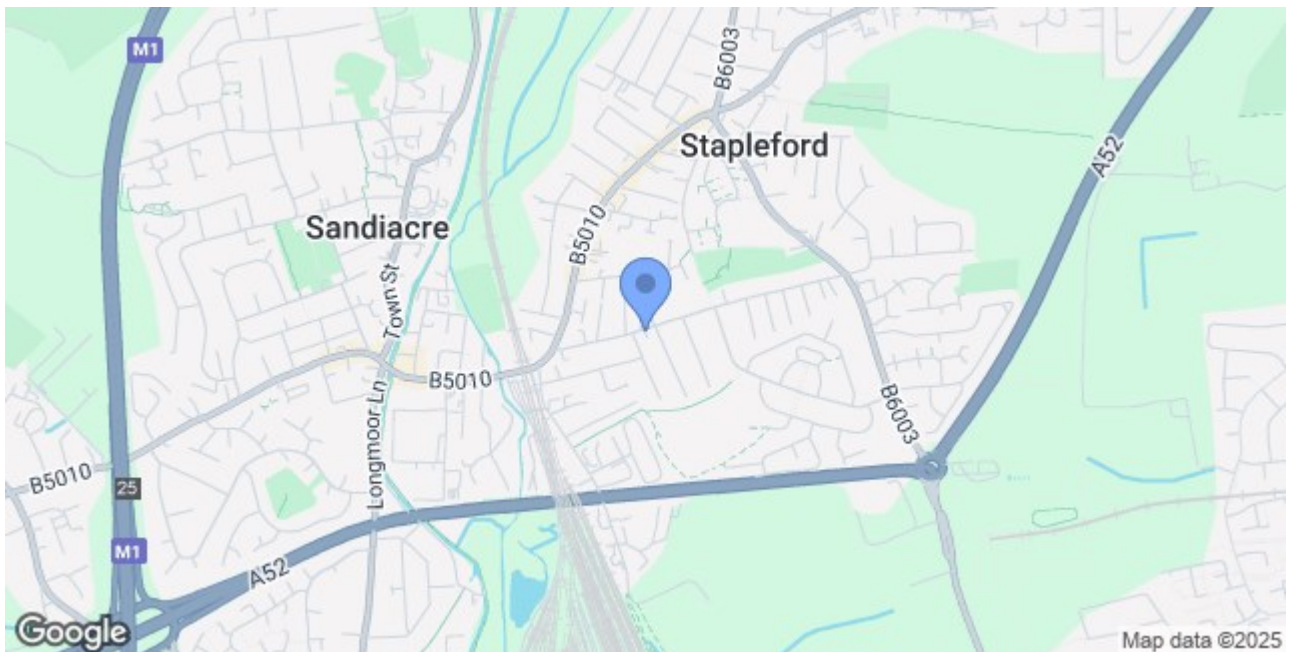 M1
B6003
Stapleford
A52
Sandiacre
B5010
Town St
B5010
Longmoor Ln
B6003
B5010
25
M1
A52
Google
Map data ©2025